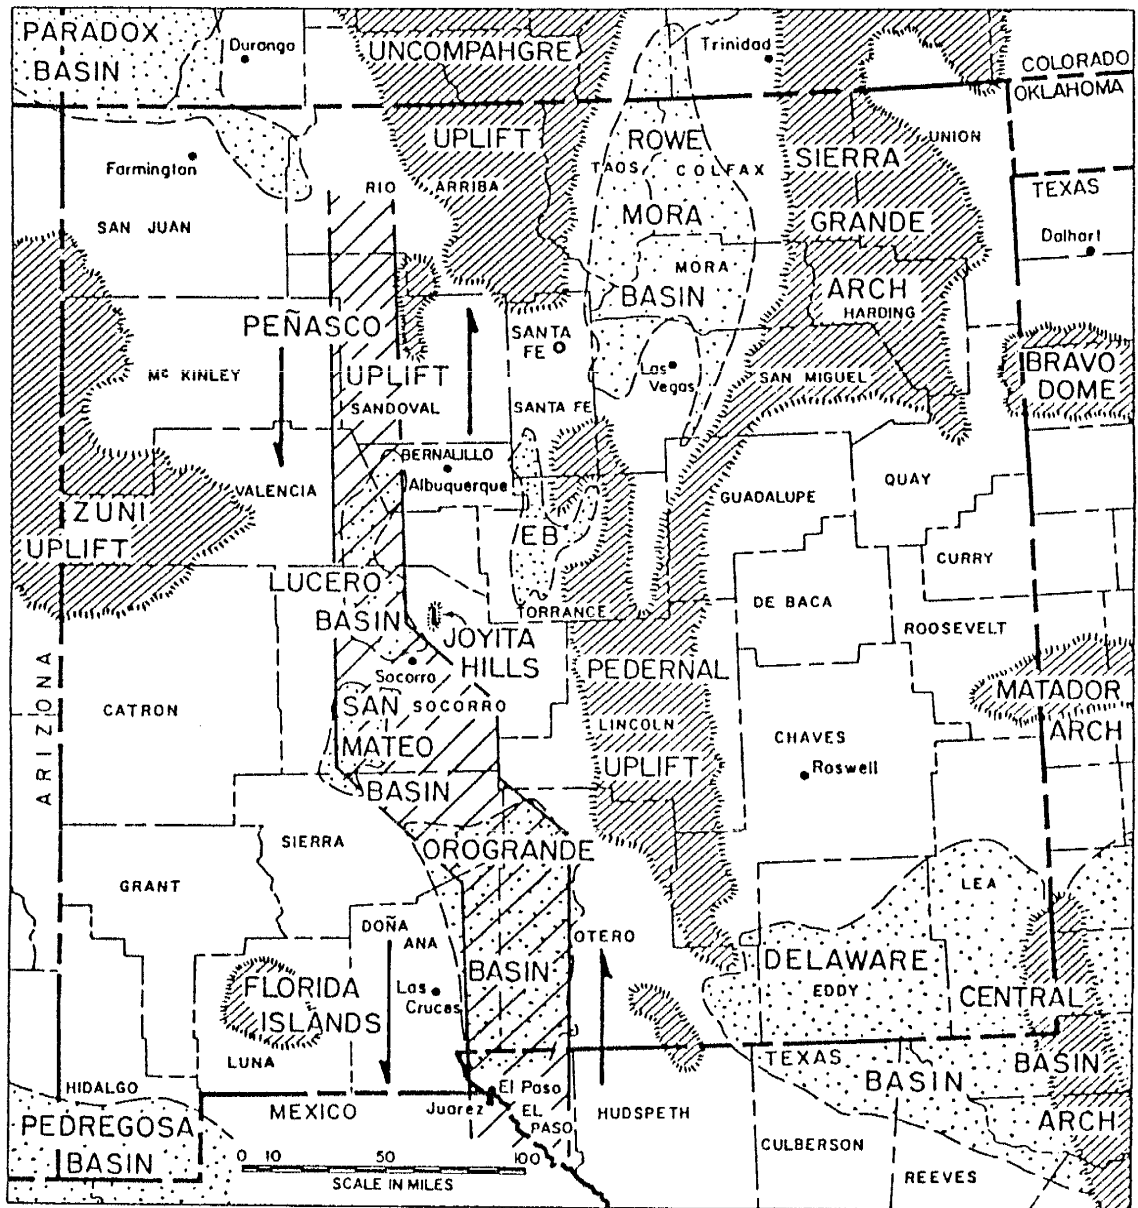 PARADOX
BASIN
Durango
UNCOMPAHGRE
Trinidad
COLORADO
OKLAHOMA
UPLIFT
ROWE
UNION
SIERRA
Farmington
TAOS
COLFAX
RIO
ARRIBA
TEXAS
SAN JUAN
MORA
GRANDE
Dalhart
MORA
BASIN
ARCH
HARDING
PEÑASCO
SANTA
FE
BRAVO
DOME
Mc KINLEY
UPLIFT
Las
Vegas
SAN MIGUEL
SANDOVAL
SANTA FE
BERNALILLO
Albuquerque
VALENCIA
GUADALUPE
QUAY
ZUNI
UPLIFT
EB
CURRY
LUCERO
BASIN
TORRANCE
DE BACA
JOYITA
HILLS
ROOSEVELT
Socorro
PEDERNAL
ARIZONA
CATRON
SAN
SOCORRO
MATADOR
ARCH
LINCOLN
MATEO
CHAVES
UPLIFT
Roswell
BASIN
SIERRA
OROGRANDE
GRANT
LEA
DOÑA
ANA
OTERO
BASIN
DELAWARE
EDDY
FLORIDA
ISLANDS
Las
Cruces
CENTRAL
LUNA
TEXAS
BASIN
BASIN
HIDALGO
MEXICO
El Paso
Juarez
EL
PASO
HUDSPETH
ARCH
PEDREGOSA
BASIN
CULBERSON
0 10 50 100
SCALE IN MILES
REEVES